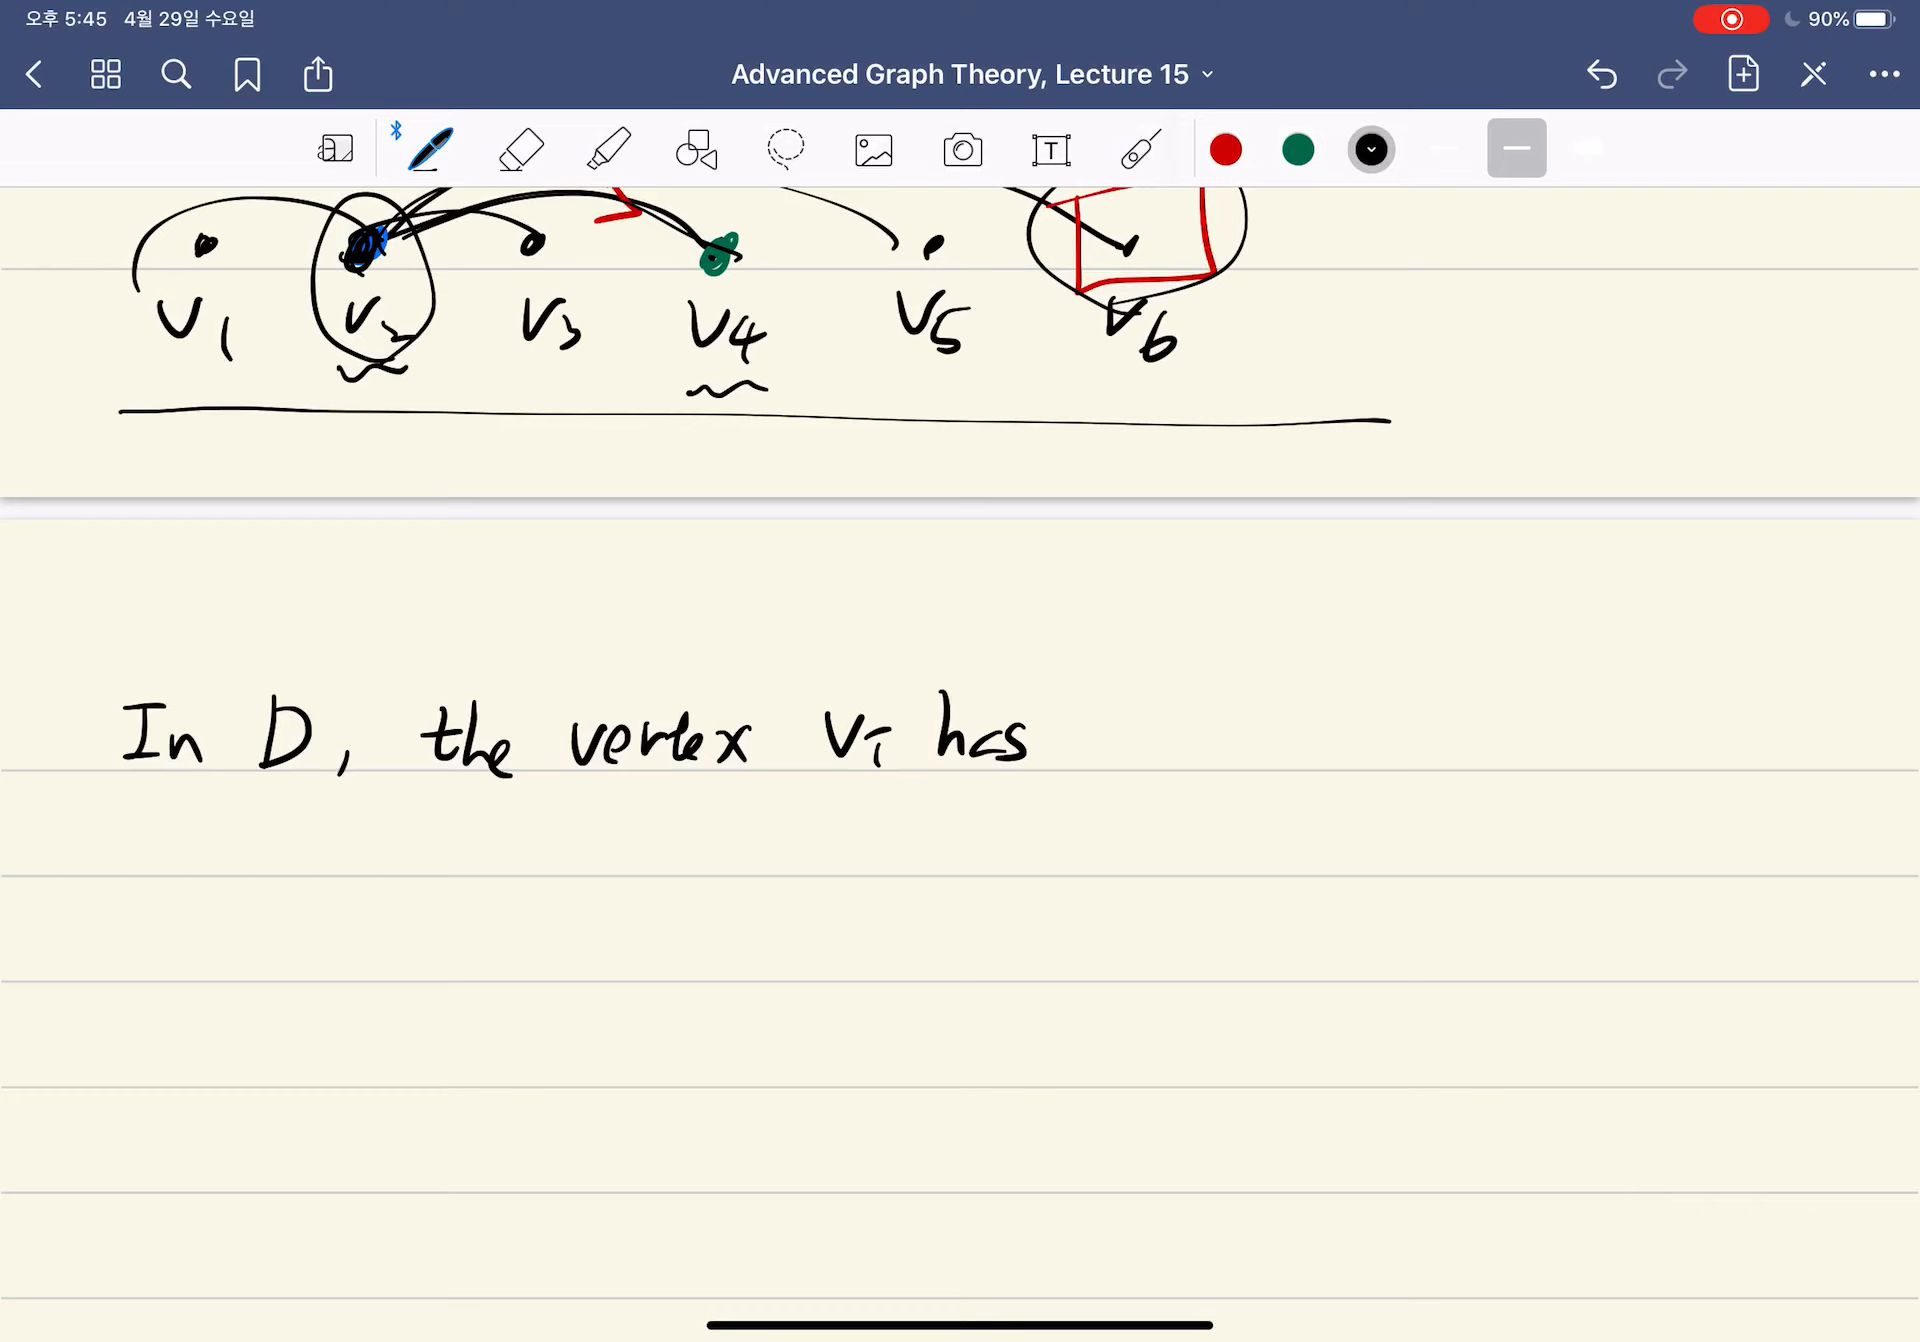 오후 5:45 4월 29일 수요일 90%
Advanced Graph Theory, Lecture 15
v1 v2 v3 v4 v5 v6
In D, the vertex vi has